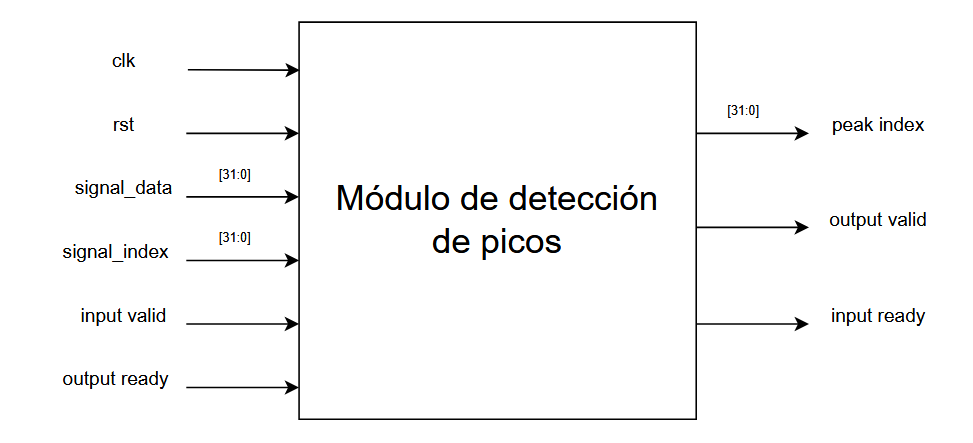 clk
rst
signal_data
[31:0]
signal_index
[31:0]
input valid
output ready
Módulo de detección
de picos
[31:0]
peak index
output valid
input ready